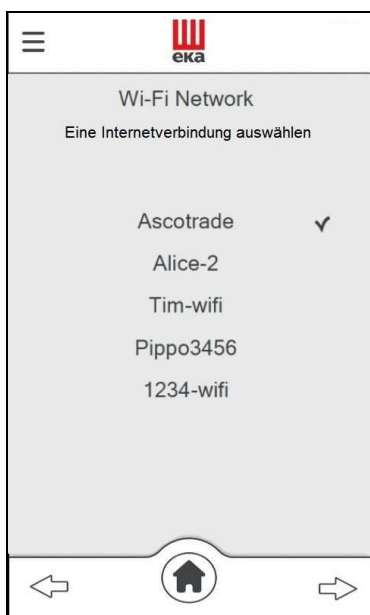 eka
Wi-Fi Network
Eine Internetverbindung auswählen
Ascotrade
Alice-2
Tim-wifi
Pippo3456
1234-wifi